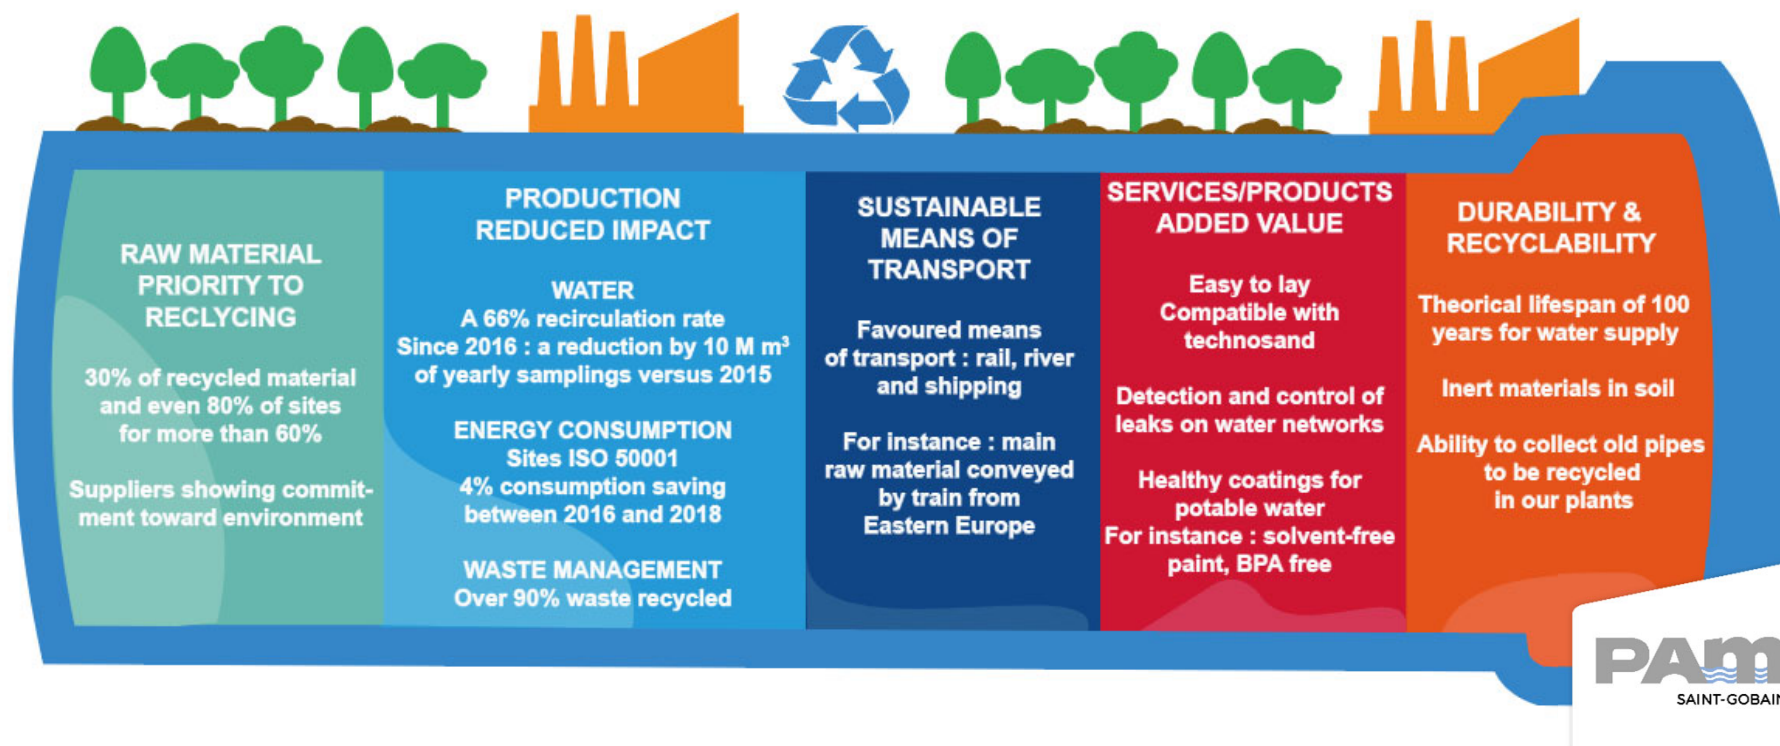 RAW MATERIAL
PRIORITY TO
RECLYCING
30% of recycled material
and even 80% of sites
for more than 60%
Suppliers showing commit-
ment toward environment
PRODUCTION
REDUCED IMPACT
WATER
A 66% recirculation rate
Since 2016 : a reduction by 10 M m³
of yearly samplings versus 2015
ENERGY CONSUMPTION
Sites ISO 50001
4% consumption saving
between 2016 and 2018
WASTE MANAGEMENT
Over 90% waste recycled
SUSTAINABLE
MEANS OF
TRANSPORT
Favoured means
of transport : rail, river
and shipping
For instance : main
raw material conveyed
by train from
Eastern Europe
SERVICES/PRODUCTS
ADDED VALUE
Easy to lay
Compatible with
technosand
Detection and control of
leaks on water networks
Healthy coatings for
potable water
For instance : solvent-free
paint, BPA free
DURABILITY &
RECYCLABILITY
Theorical lifespan of 100
years for water supply
Inert materials in soil
Ability to collect old pipes
to be recycled
in our plants
PAM
SAINT-GOBAIN